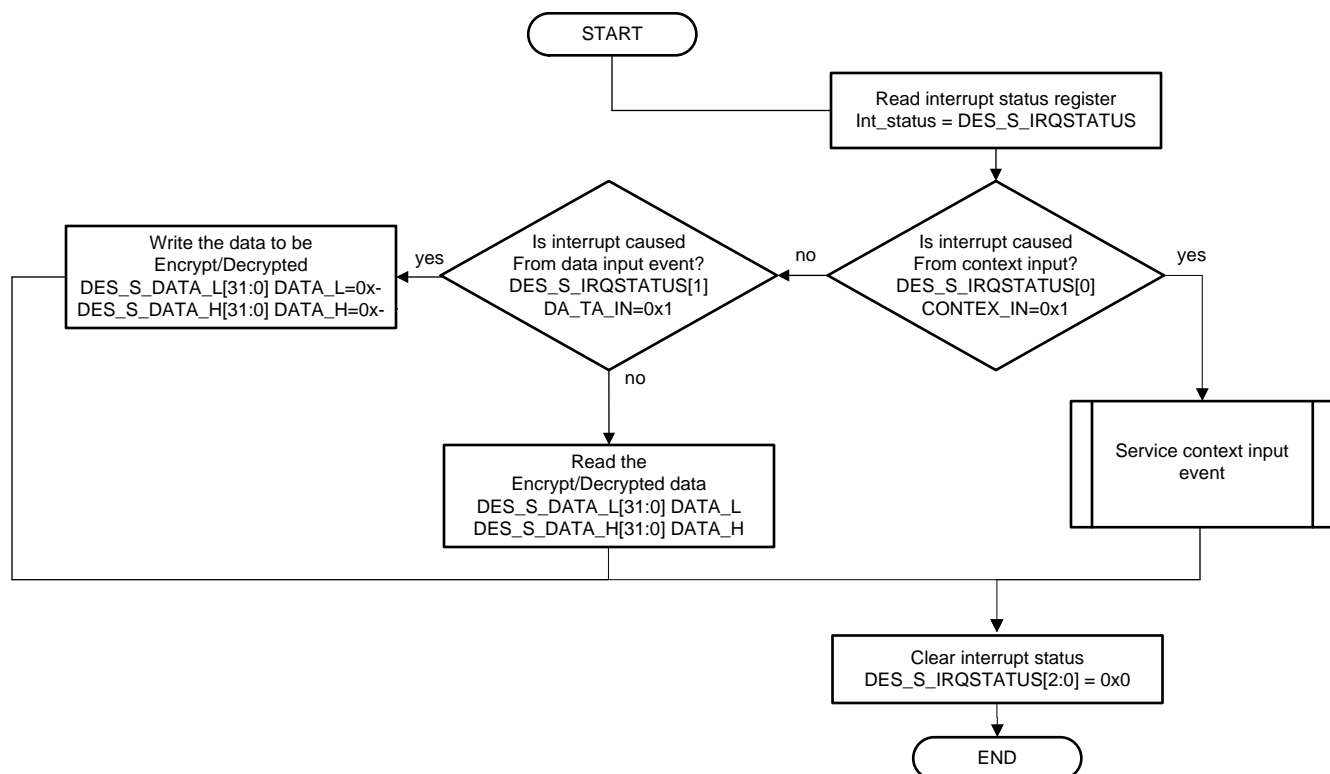 START
Read interrupt status register
Int_status = DES_S_IRQSTATUS
Is interrupt caused
From context input?
DES_S_IRQSTATUS[0]
CONTEX_IN=0x1
yes
no
Is interrupt caused
From data input event?
DES_S_IRQSTATUS[1]
DA_TA_IN=0x1
yes
no
Write the data to be
Encrypt/Decrypted
DES_S_DATA_L[31:0] DATA_L=0x-
DES_S_DATA_H[31:0] DATA_H=0x-
Read the
Encrypt/Decrypted data
DES_S_DATA_L[31:0] DATA_L
DES_S_DATA_H[31:0] DATA_H
Service context input
event
Clear interrupt status
DES_S_IRQSTATUS[2:0] = 0x0
END